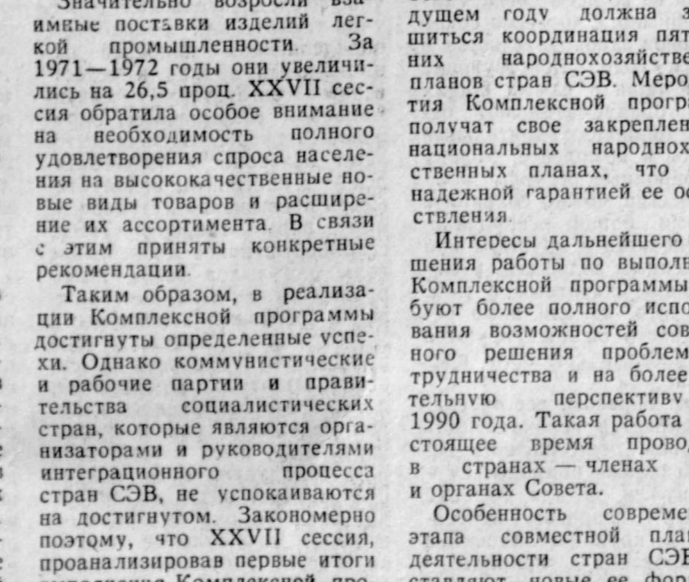 Значительно возросли вза-
имные поставки изделий лег-
кой промышленности. За
1971—1972 годы они увеличи-
лись на 26,5 проц. XXVII сес-
сия обратила особое внимание
на необходимость полного
удовлетворения спроса населе-
ния на высококачественные но-
вые виды товаров и расшире-
ние их ассортимента. В связи
с этим приняты конкретные
рекомендации.
Таким образом, в реализа-
ции Комплексной программы
достигнуты определенные успе-
хи. Однако коммунистические
и рабочие партии и прави-
тельства социалистических
стран, которые являются орга-
низаторами и руководителями
интеграционного процесса
стран СЭВ, не успокаиваются
на достигнутом. Закономерно
поэтому, что XXVII сессия,
проанализировав первые итоги
Комплексной про-
дущем году должна з
шиться координация пят
них народнохозяйстве
планов стран СЭВ. Меро
тия Комплексной програ
получат свое закреплен
национальных народнох
ственных планах, что
надежной гарантией ее ос
ствления.
Интересы дальнейшего
шения работы по выполн
Комплексной программы
буют более полного испо
вания возможностей сов
ного решения проблем
трудничества и на более
тельную перспективу
1990 года. Такая работа
стоящее время прово
в странах — членах
и органах Совета.
Особенность совреме
этапа совместной план
деятельности стран СЭВ
ставляют новые ее фор